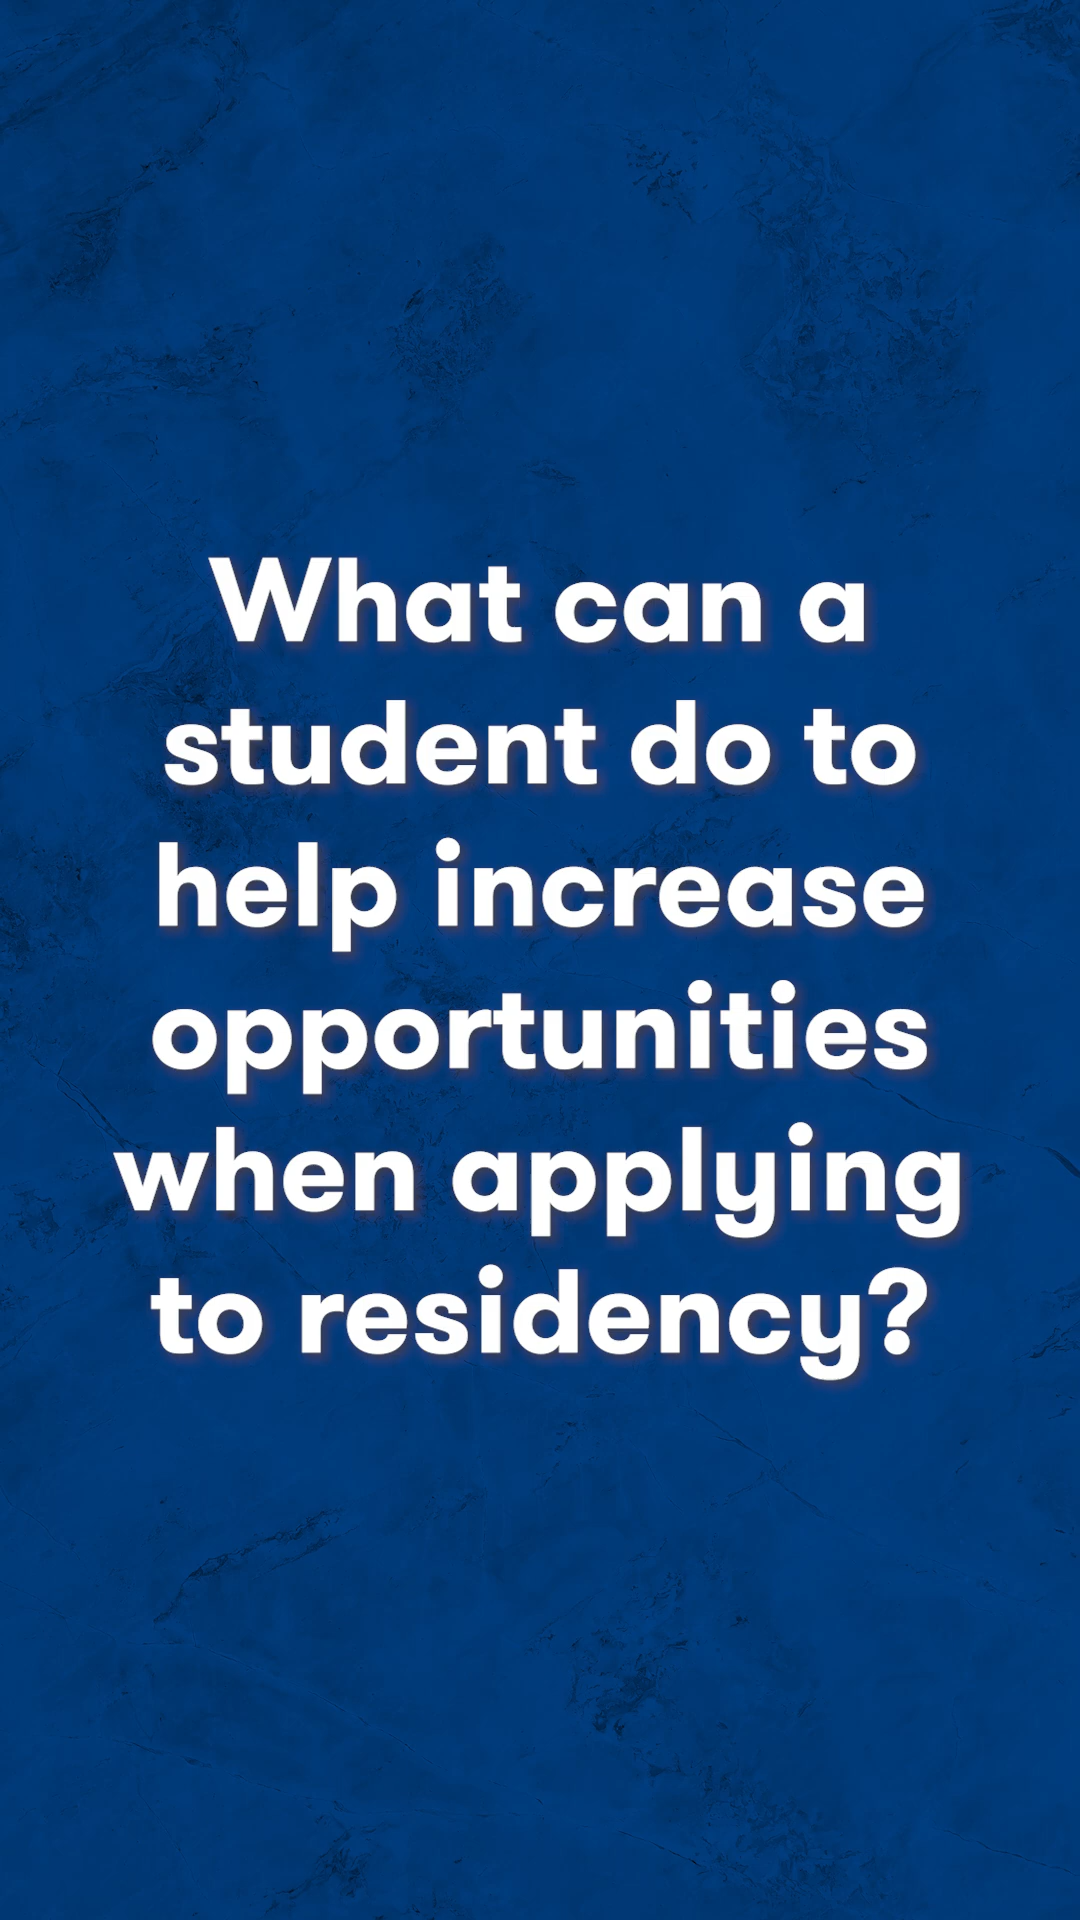 What can a
student do to
help increase
opportunities
when applying
to residency?